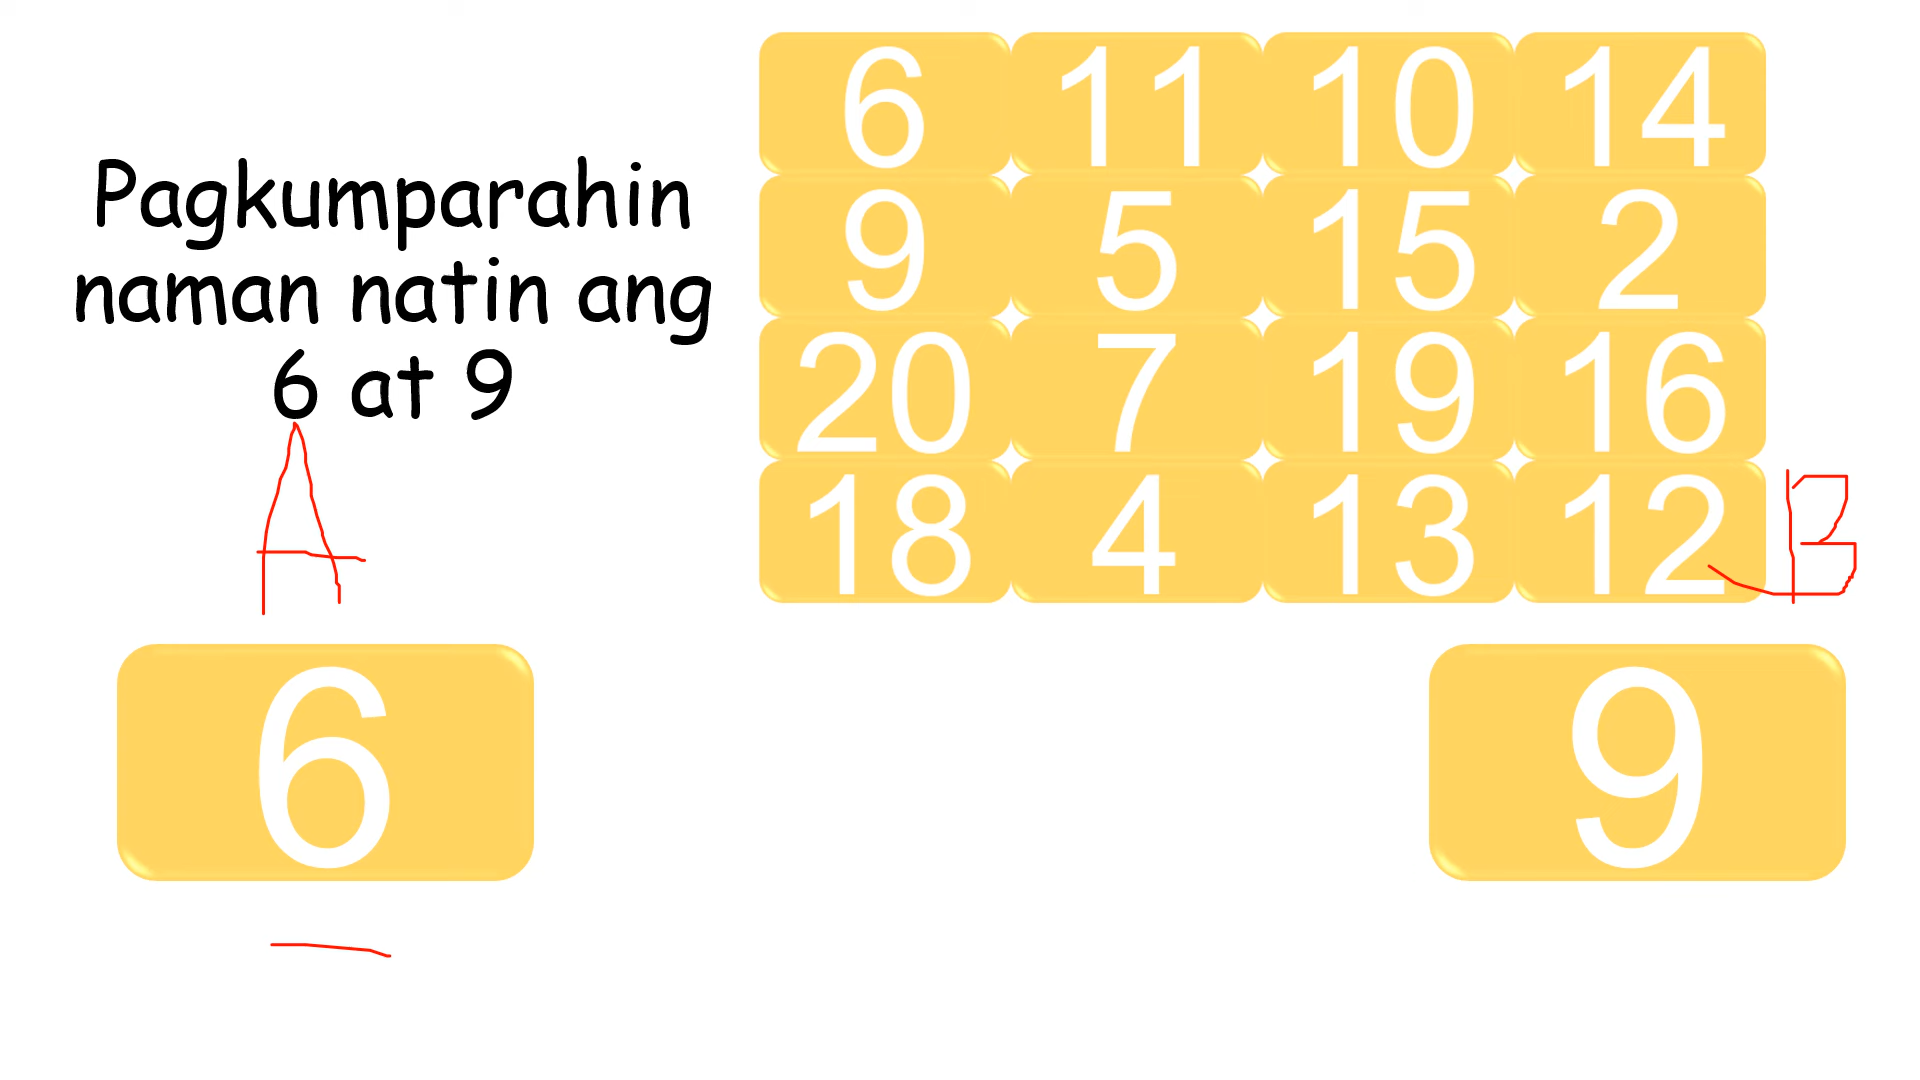 Pagkumparahin
naman natin ang
6 at 9
6 11 10 14
9 5 15 2
20 7 19 16
18 4 13 12
A
B
6
9